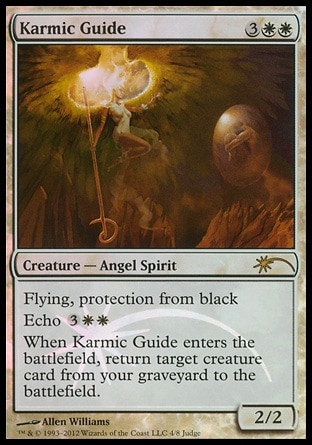 Karmic Guide 3
Creature — Angel Spirit
Flying, protection from black
Echo 3
When Karmic Guide enters the
battlefield, return target creature
card from your graveyard to the
battlefield.
Allen Williams
™ & © 1993–2012 Wizards of the Coast LLC 4/8 Judge
2/2